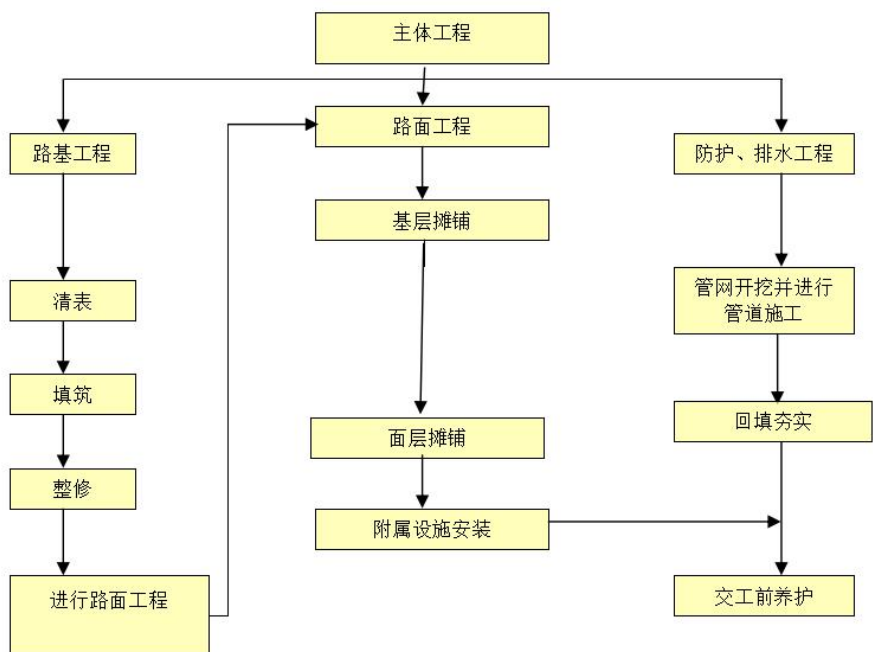 主体工程
路基工程
路面工程
防护、排水工程
基层摊铺
清表
管网开挖并进行
管道施工
填筑
回填夯实
面层摊铺
整修
附属设施安装
进行路面工程
交工前养护